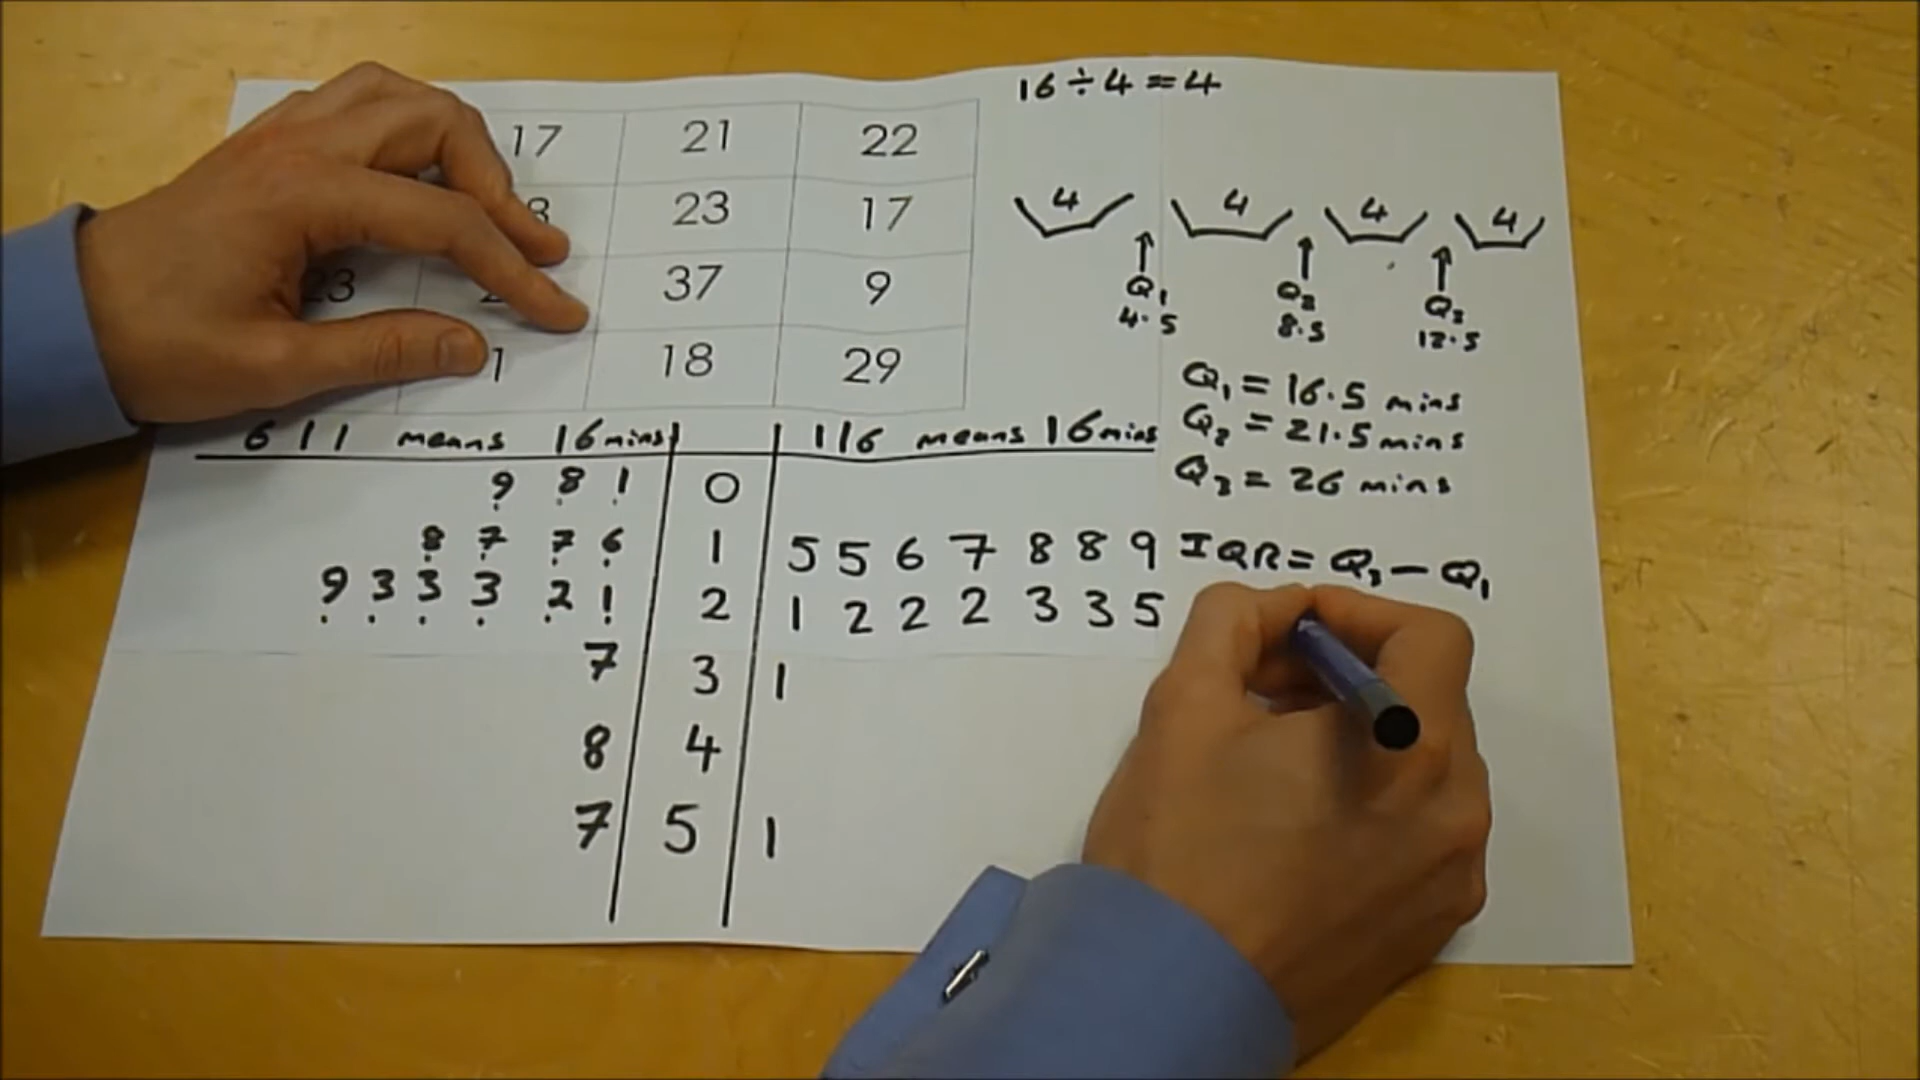 16 ÷ 4 = 4
17 21 22
8 23 17
23 37 9
1 18 29
4 4 4 4
Q1 Q2 Q3
4.5 8.5 12.5
Q1 = 16.5 mins
Q2 = 21.5 mins
Q3 = 26 mins
6 | 1 means 16 mins 1 | 6 means 16 mins
9 8 1 0
8 7 7 6 1 5 5 6 7 8 8 9
9 3 3 3 2 1 2 1 2 2 2 3 3 5
7 3 1
8 4
7 5 1
IQR = Q3 - Q1